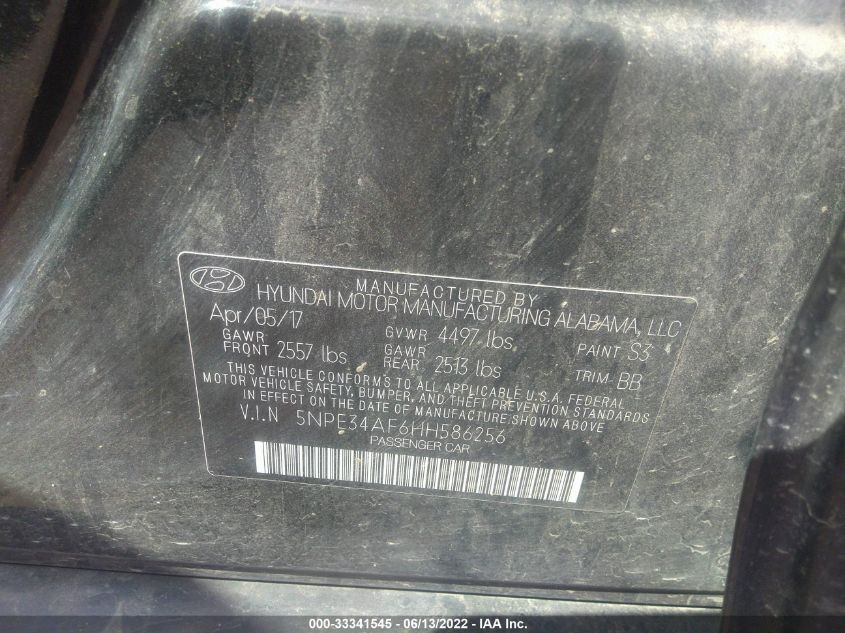 MANUFACTURED BY
HYUNDAI MOTOR MANUFACTURING ALABAMA, LLC
Apr/05/17 GVWR 4497 lbs PAINT S3
GAWR FRONT 2557 lbs GAWR REAR 2513 lbs TRIM BB
THIS VEHICLE CONFORMS TO ALL APPLICABLE U.S.A. FEDERAL
MOTOR VEHICLE SAFETY, BUMPER, AND THEFT PREVENTION STANDARDS
IN EFFECT ON THE DATE OF MANUFACTURE SHOWN ABOVE
V.I.N 5NPE34AF6HH586256
PASSENGER CAR
000-33341545 - 06/13/2022 - IAA Inc.